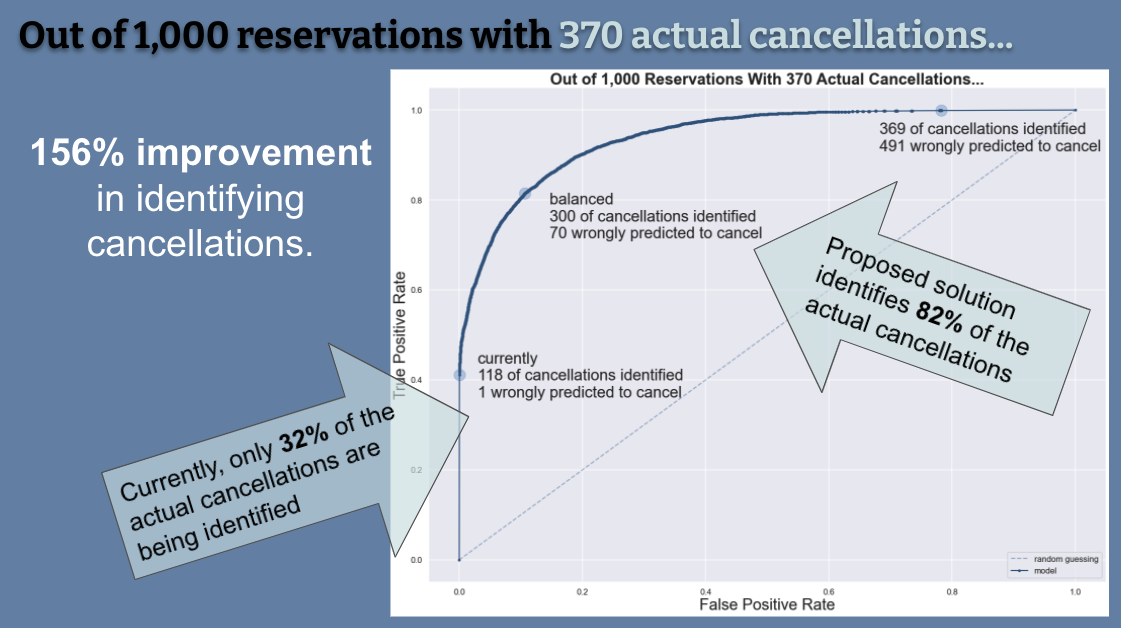 Out of 1,000 reservations with 370 actual cancellations...
156% improvement
in identifying
cancellations.
Out of 1,000 Reservations With 370 Actual Cancellations...
1.0
0.8
0.6
0.4
0.2
0.0
True Positive Rate
369 of cancellations identified
491 wrongly predicted to cancel
balanced
300 of cancellations identified
70 wrongly predicted to cancel
currently
118 of cancellations identified
1 wrongly predicted to cancel
Proposed solution
identifies 82% of the
actual cancellations
Currently, only 32% of the
actual cancellations are
being identified
random guessing
model
0.0 0.2 0.4 0.6 0.8 1.0
False Positive Rate